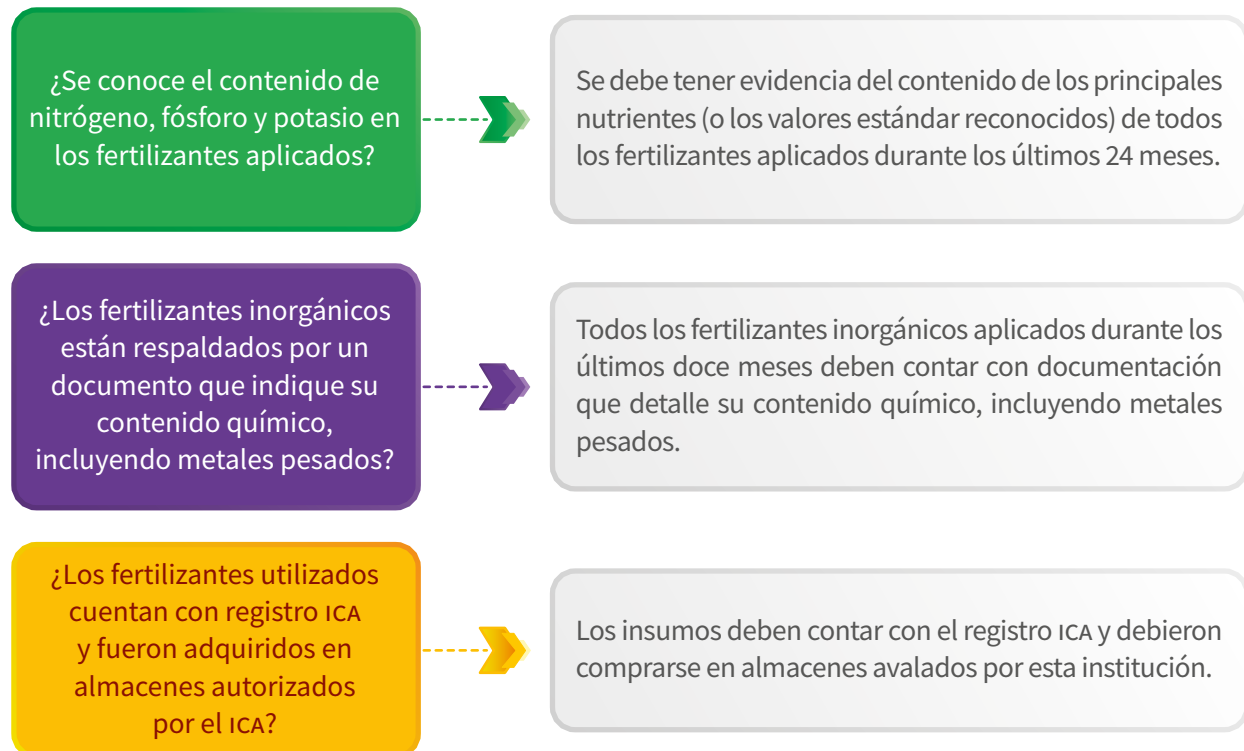 ¿Se conoce el contenido de
nitrógeno, fósforo y potasio en
los fertilizantes aplicados?
Se debe tener evidencia del contenido de los principales
nutrientes (o los valores estándar reconocidos) de todos
los fertilizantes aplicados durante los últimos 24 meses.
¿Los fertilizantes inorgánicos
están respaldados por un
documento que indique su
contenido químico,
incluyendo metales pesados?
Todos los fertilizantes inorgánicos aplicados durante los
últimos doce meses deben contar con documentación
que detalle su contenido químico, incluyendo metales
pesados.
¿Los fertilizantes utilizados
cuentan con registro ICA
y fueron adquiridos en
almacenes autorizados
por el ICA?
Los insumos deben contar con el registro ICA y debieron
comprarse en almacenes avalados por esta institución.